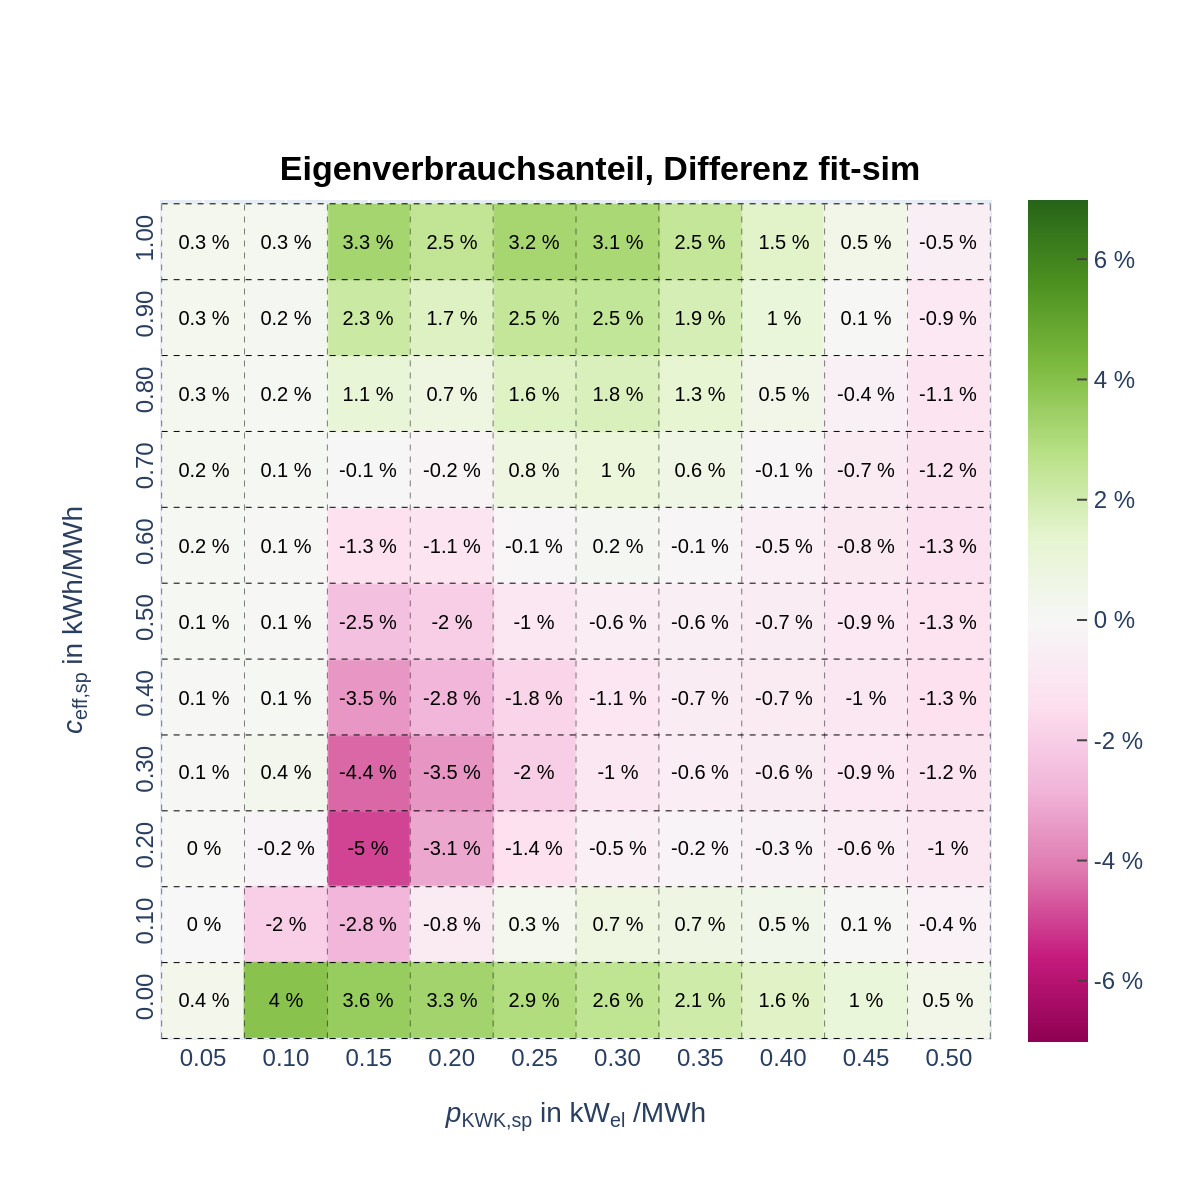 Eigenverbrauchsanteil, Differenz fit-sim
1.00 0.3 % 0.3 % 3.3 % 2.5 % 3.2 % 3.1 % 2.5 % 1.5 % 0.5 % -0.5 %
0.90 0.3 % 0.2 % 2.3 % 1.7 % 2.5 % 2.5 % 1.9 % 1 % 0.1 % -0.9 %
0.80 0.3 % 0.2 % 1.1 % 0.7 % 1.6 % 1.8 % 1.3 % 0.5 % -0.4 % -1.1 %
0.70 0.2 % 0.1 % -0.1 % -0.2 % 0.8 % 1 % 0.6 % -0.1 % -0.7 % -1.2 %
0.60 0.2 % 0.1 % -1.3 % -1.1 % -0.1 % 0.2 % -0.1 % -0.5 % -0.8 % -1.3 %
0.50 0.1 % 0.1 % -2.5 % -2 % -1 % -0.6 % -0.6 % -0.7 % -0.9 % -1.3 %
0.40 0.1 % 0.1 % -3.5 % -2.8 % -1.8 % -1.1 % -0.7 % -0.7 % -1 % -1.3 %
0.30 0.1 % 0.4 % -4.4 % -3.5 % -2 % -1 % -0.6 % -0.6 % -0.9 % -1.2 %
0.20 0 % -0.2 % -5 % -3.1 % -1.4 % -0.5 % -0.2 % -0.3 % -0.6 % -1 %
0.10 0 % -2 % -2.8 % -0.8 % 0.3 % 0.7 % 0.7 % 0.5 % 0.1 % -0.4 %
0.00 0.4 % 4 % 3.6 % 3.3 % 2.9 % 2.6 % 2.1 % 1.6 % 1 % 0.5 %
0.05 0.10 0.15 0.20 0.25 0.30 0.35 0.40 0.45 0.50
p KWK,sp in kW el /MWh
c eff,sp in kWh/MWh
6 %
4 %
2 %
0 %
-2 %
-4 %
-6 %